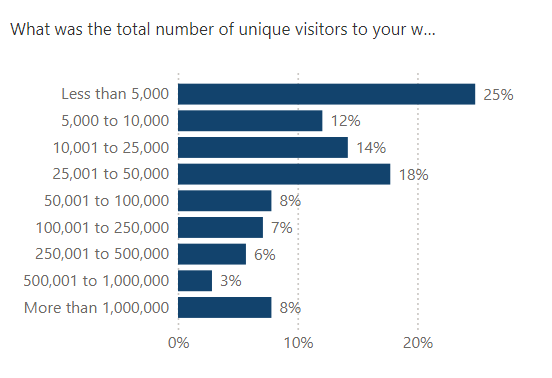 What was the total number of unique visitors to your w...
Less than 5,000 25%
5,000 to 10,000 12%
10,001 to 25,000 14%
25,001 to 50,000 18%
50,001 to 100,000 8%
100,001 to 250,000 7%
250,001 to 500,000 6%
500,001 to 1,000,000 3%
More than 1,000,000 8%
0% 10% 20%